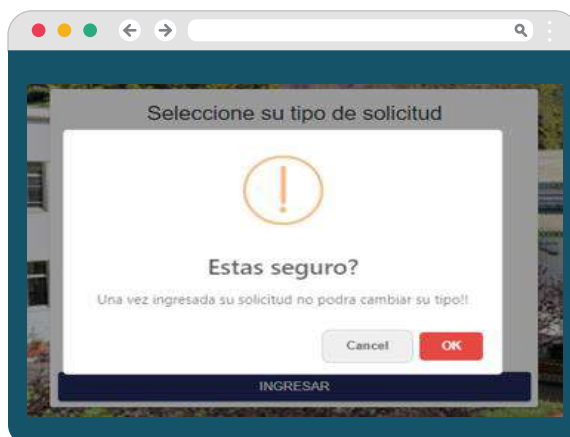 Seleccione su tipo de solicitud
Estas seguro?
Una vez ingresada su solicitud no podra cambiar su tipo!!
Cancel
OK
INGRESAR